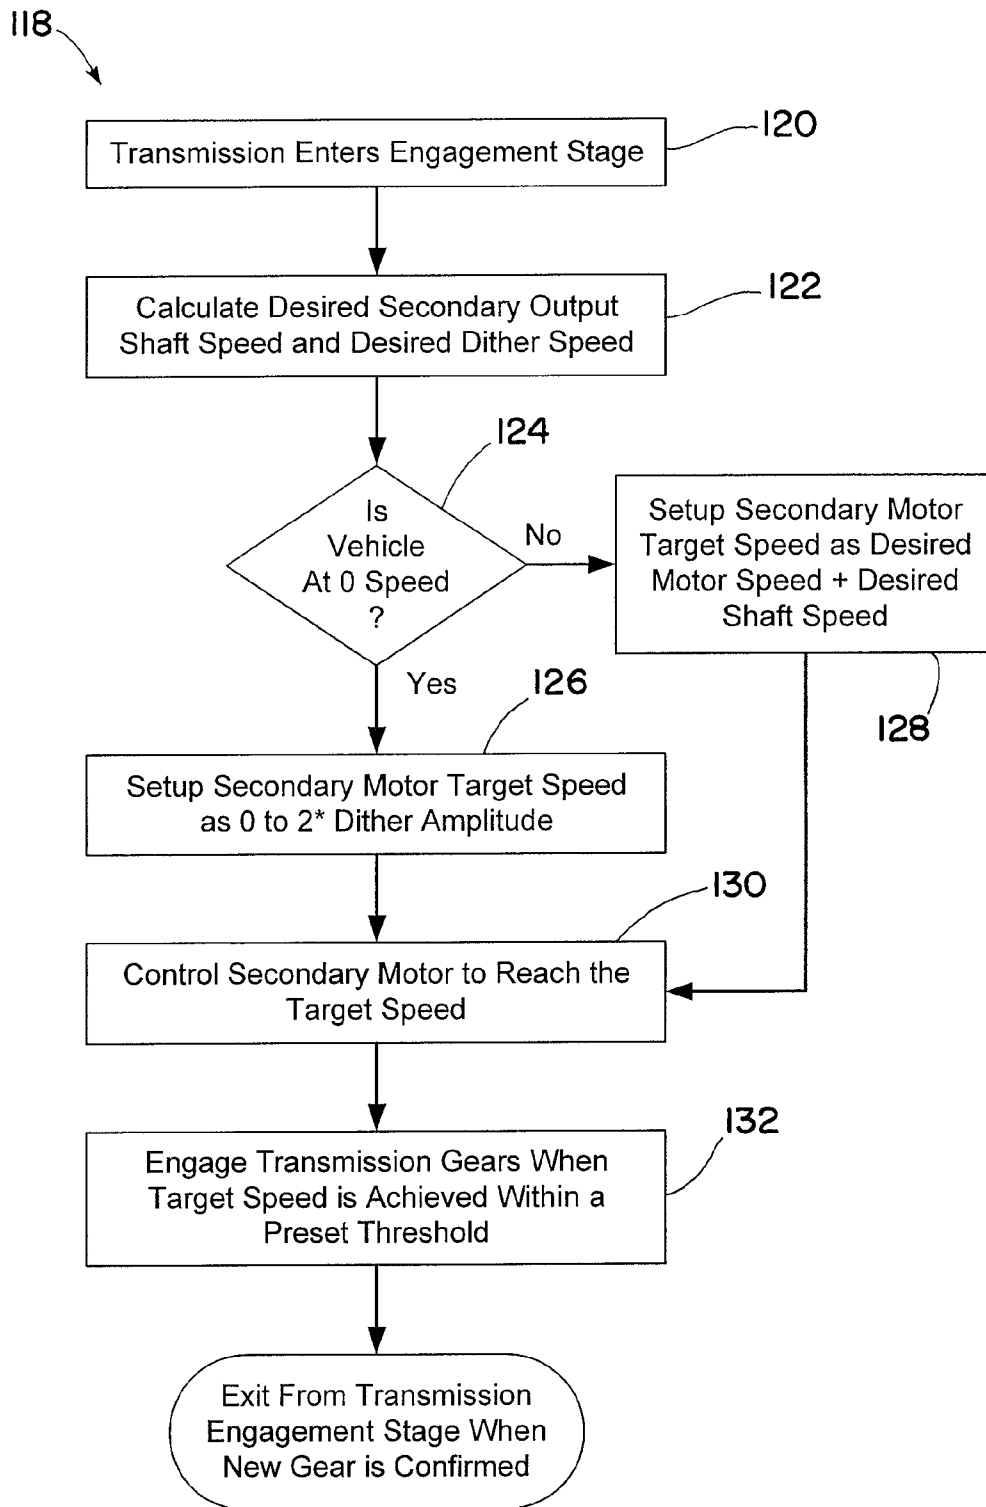 118
120
Transmission Enters Engagement Stage
122
Calculate Desired Secondary Output
Shaft Speed and Desired Dither Speed
124
Is
Vehicle
At 0 Speed
?
No
Setup Secondary Motor
Target Speed as Desired
Motor Speed + Desired
Shaft Speed
128
Yes
126
Setup Secondary Motor Target Speed
as 0 to 2* Dither Amplitude
130
Control Secondary Motor to Reach the
Target Speed
132
Engage Transmission Gears When
Target Speed is Achieved Within a
Preset Threshold
Exit From Transmission
Engagement Stage When
New Gear is Confirmed